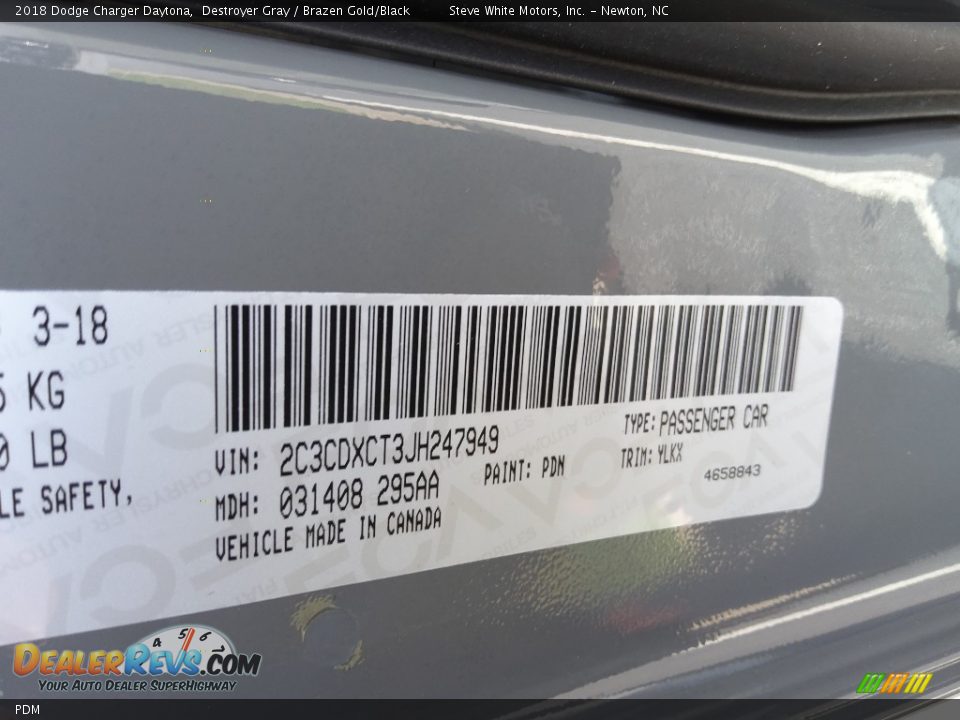 2018 Dodge Charger Daytona, Destroyer Gray / Brazen Gold/Black Steve White Motors, Inc. – Newton, NC
3-18
KG
LB
LE SAFETY,
VIN: 2C3CDXCT3JH247949
TYPE: PASSENGER CAR
MDH: 031408 295AA
PAINT: PDN
TRIM: YLKX
4658843
VEHICLE MADE IN CANADA
DEALERREVS.COM
YOUR AUTO DEALER SUPERHIGHWAY
PDM